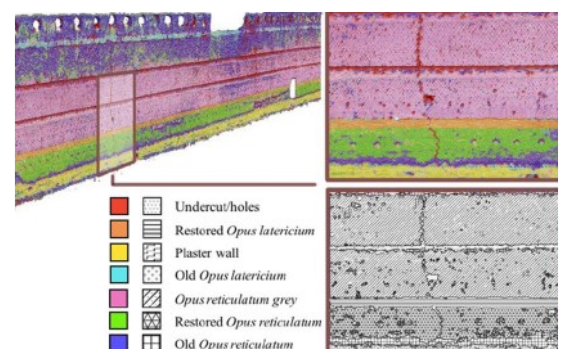 Undercut/holes
Restored Opus latericium
Plaster wall
Old Opus latericium
Opus reticulatum grey
Restored Opus reticulatum
Old Opus reticulatum